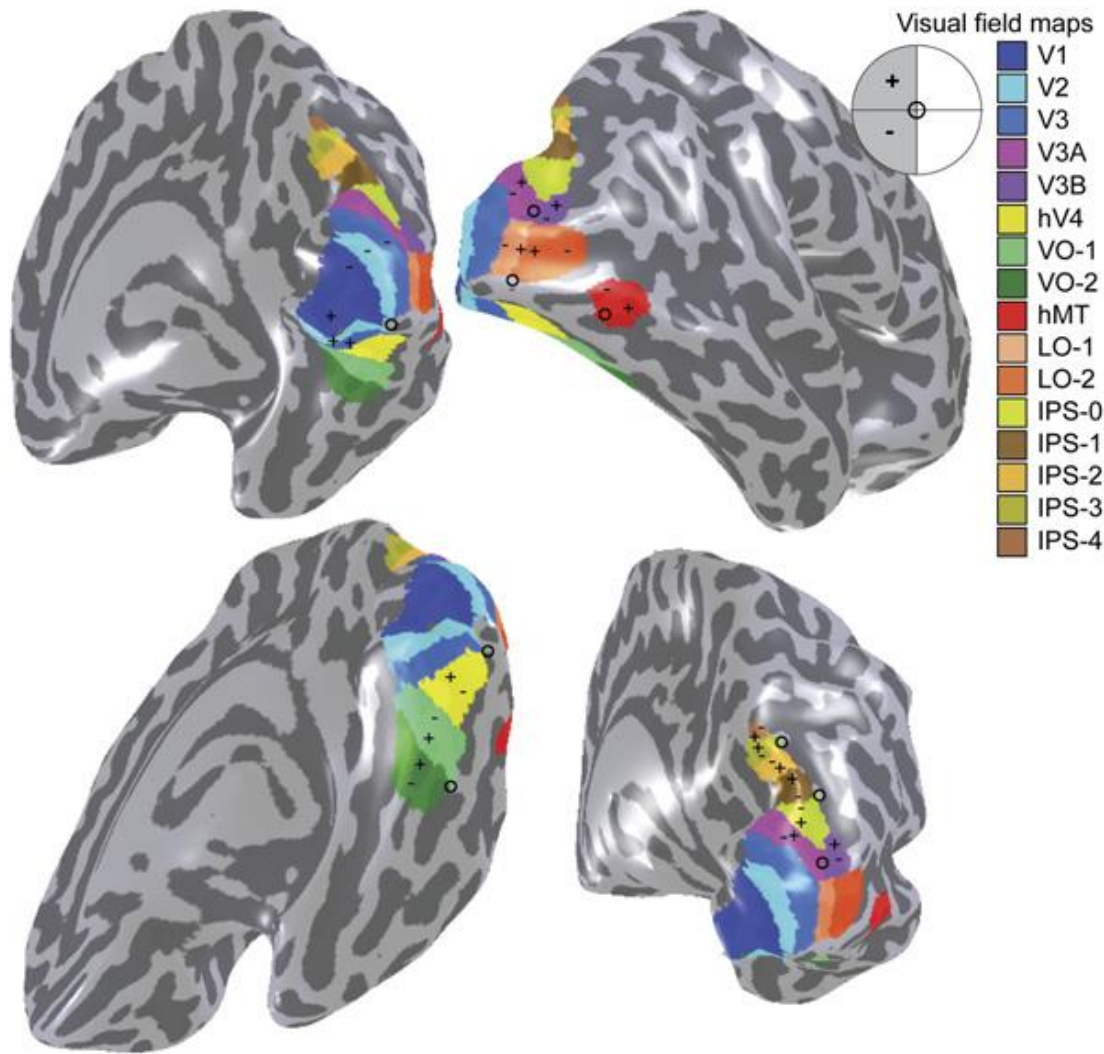 Visual field maps
V1
V2
V3
V3A
V3B
hV4
VO-1
VO-2
hMT
LO-1
LO-2
IPS-0
IPS-1
IPS-2
IPS-3
IPS-4